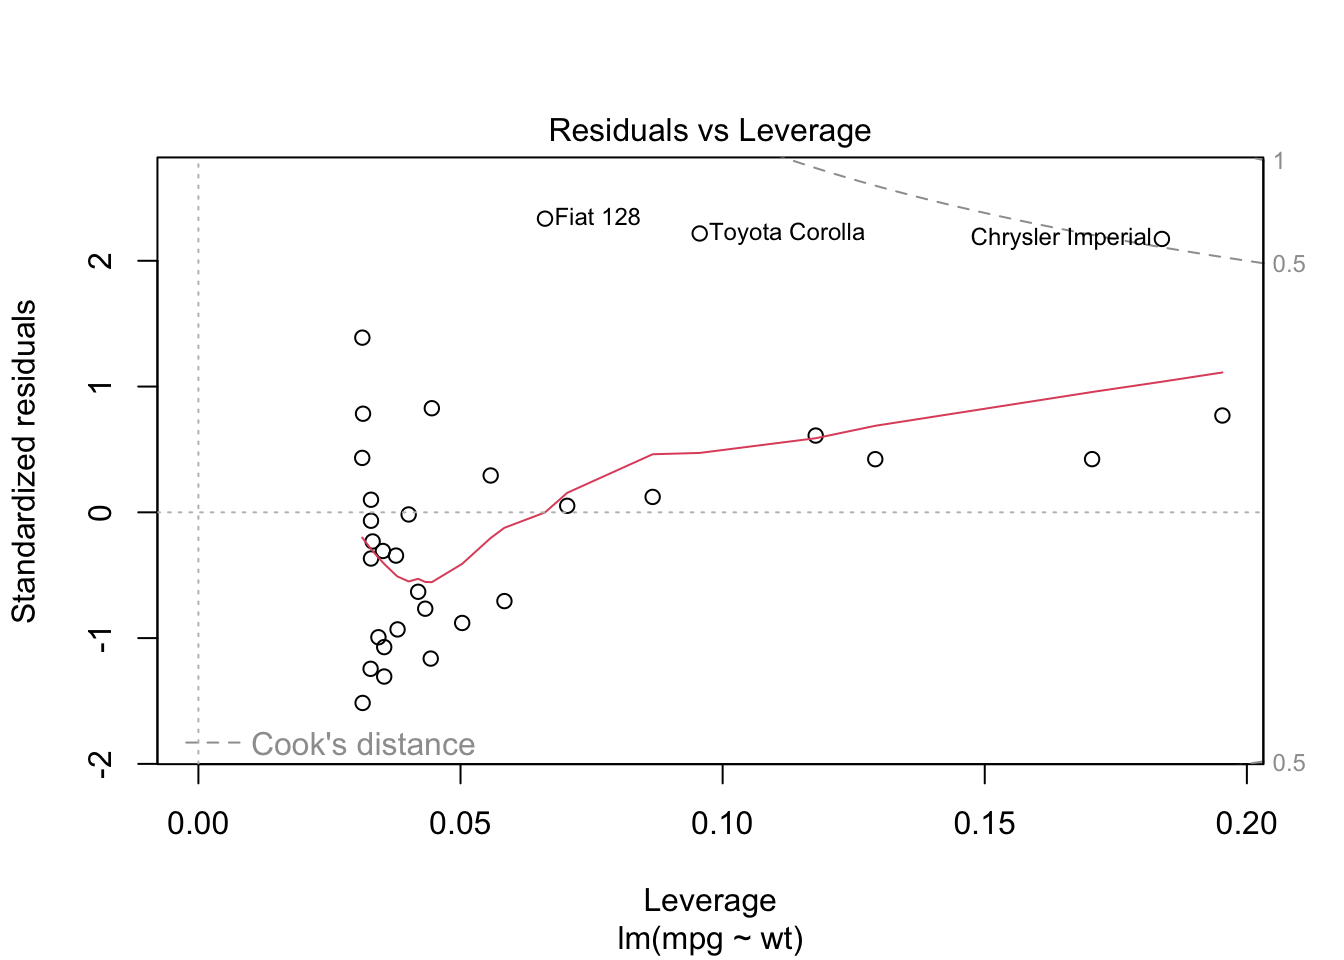 Residuals vs Leverage
1
Fiat 128
Toyota Corolla
Chrysler Imperial
0.5
2
1
0
-1
-2
Standardized residuals
Cook's distance
0.5
0.00 0.05 0.10 0.15 0.20
Leverage
lm(mpg ~ wt)